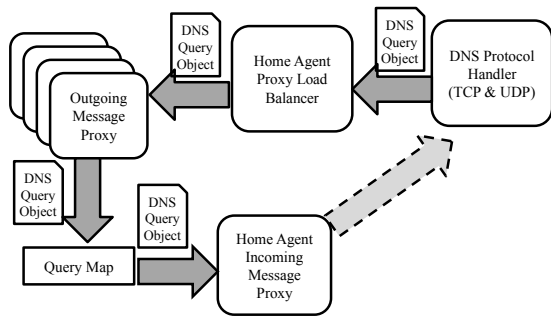 DNS
Query
Object
Home Agent
Proxy Load
Balancer
DNS
Query
Object
DNS Protocol
Handler
(TCP & UDP)
Outgoing
Message
Proxy
DNS
Query
Object
DNS
Query
Object
Query Map
Home Agent
Incoming
Message
Proxy